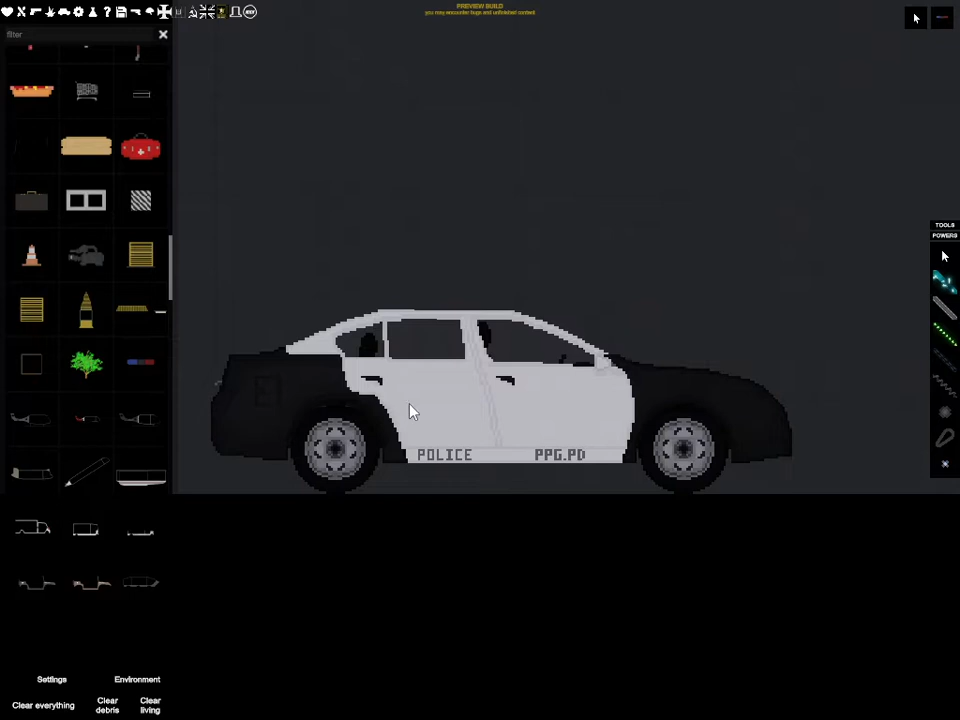 PREVIEW BUILD
you may encounter bugs and unfinished content
filter
TOOLS
POWERS
POLICE
PPG.PD
Settings
Environment
Clear everything
Clear debris
Clear living